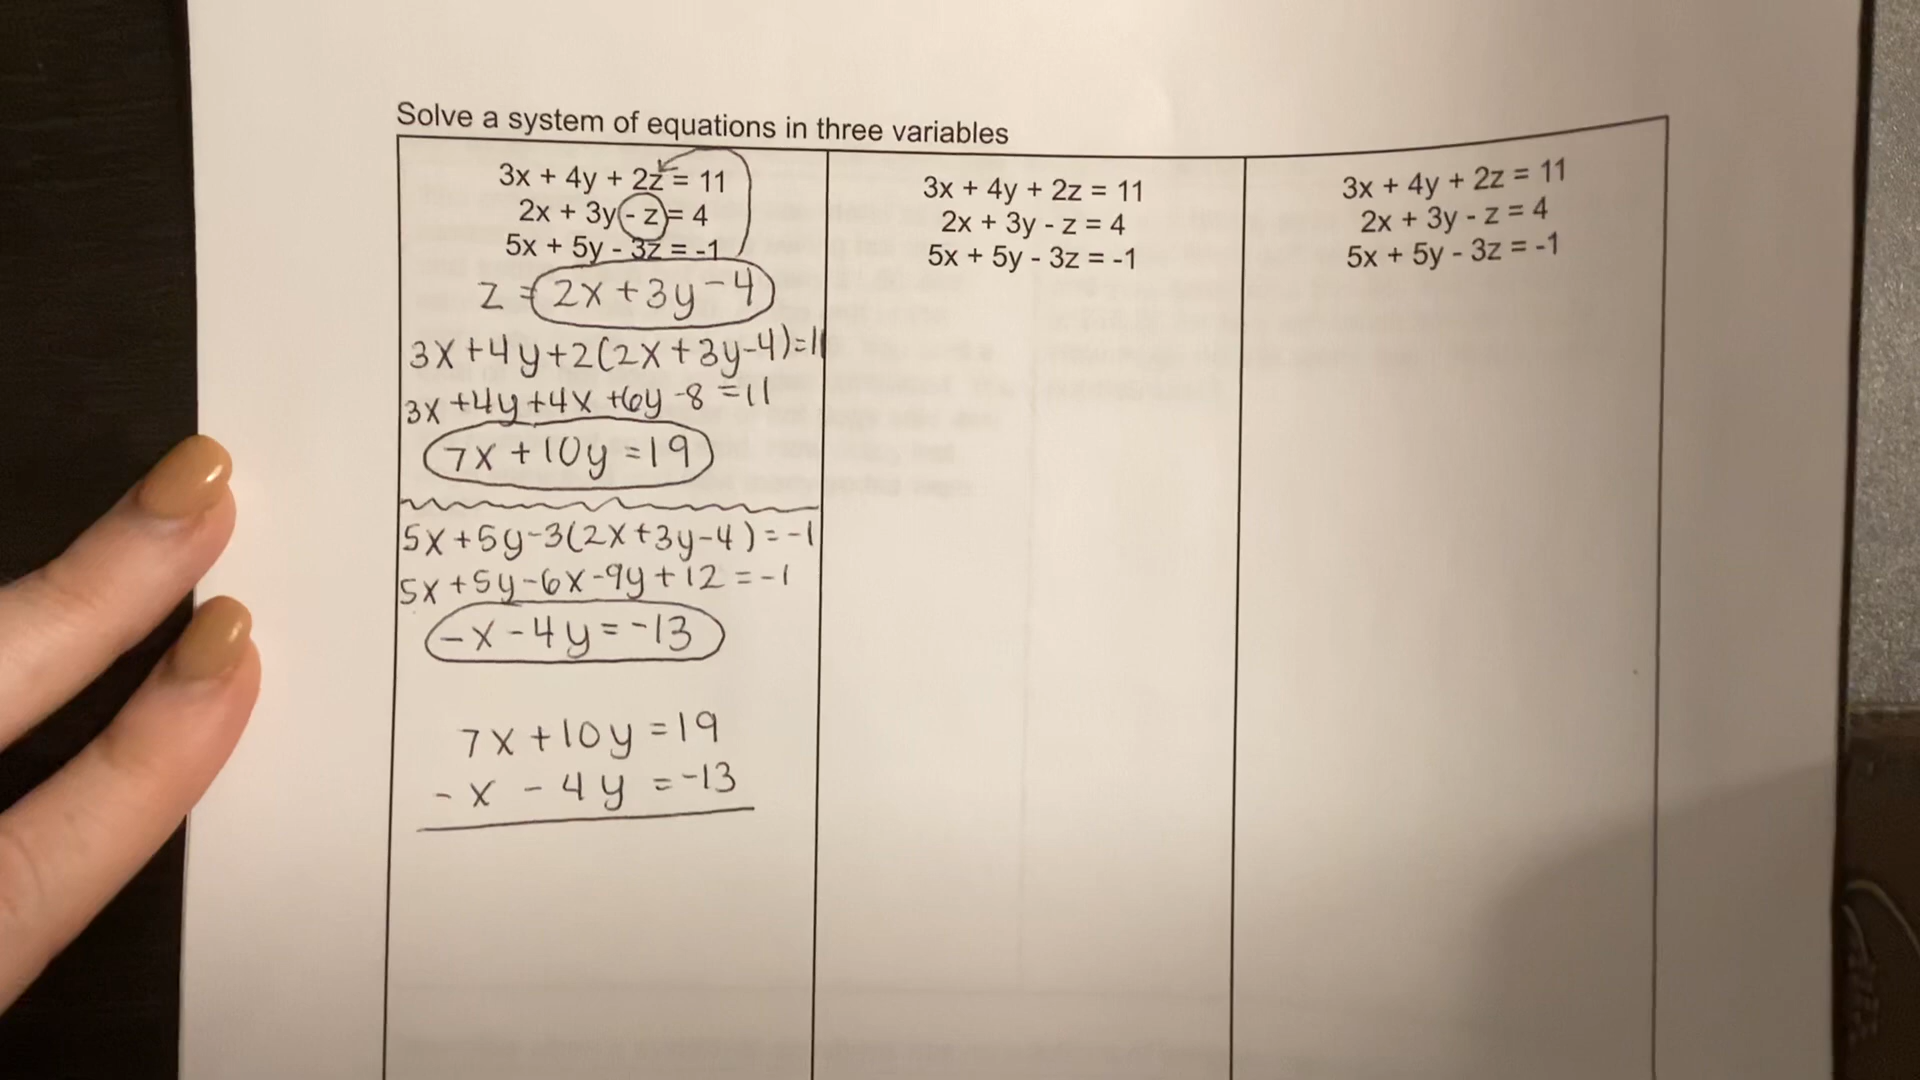 Solve a system of equations in three variables
3x + 4y + 2z = 11
2x + 3y - z = 4
5x + 5y - 3z = -1
z = 2x + 3y - 4
3x + 4y + 2(2x + 3y - 4) = 11
3x + 4y + 4x + 6y - 8 = 11
7x + 10y = 19
5x + 5y - 3(2x + 3y - 4) = -1
5x + 5y - 6x - 9y + 12 = -1
-x - 4y = -13
7x + 10y = 19
- x - 4y = -13
3x + 4y + 2z = 11
2x + 3y - z = 4
5x + 5y - 3z = -1
3x + 4y + 2z = 11
2x + 3y - z = 4
5x + 5y - 3z = -1